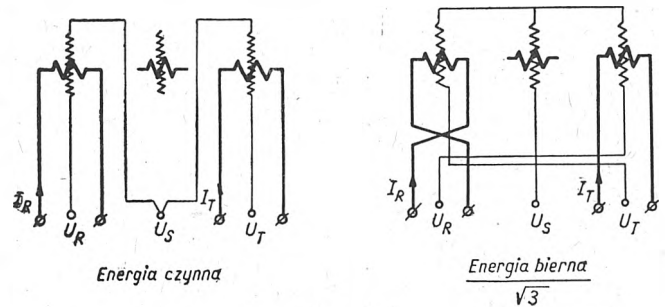 I_R U_R U_S I_T U_T
Energia czynna
I_R U_R U_S I_T U_T
Energia bierna
√3